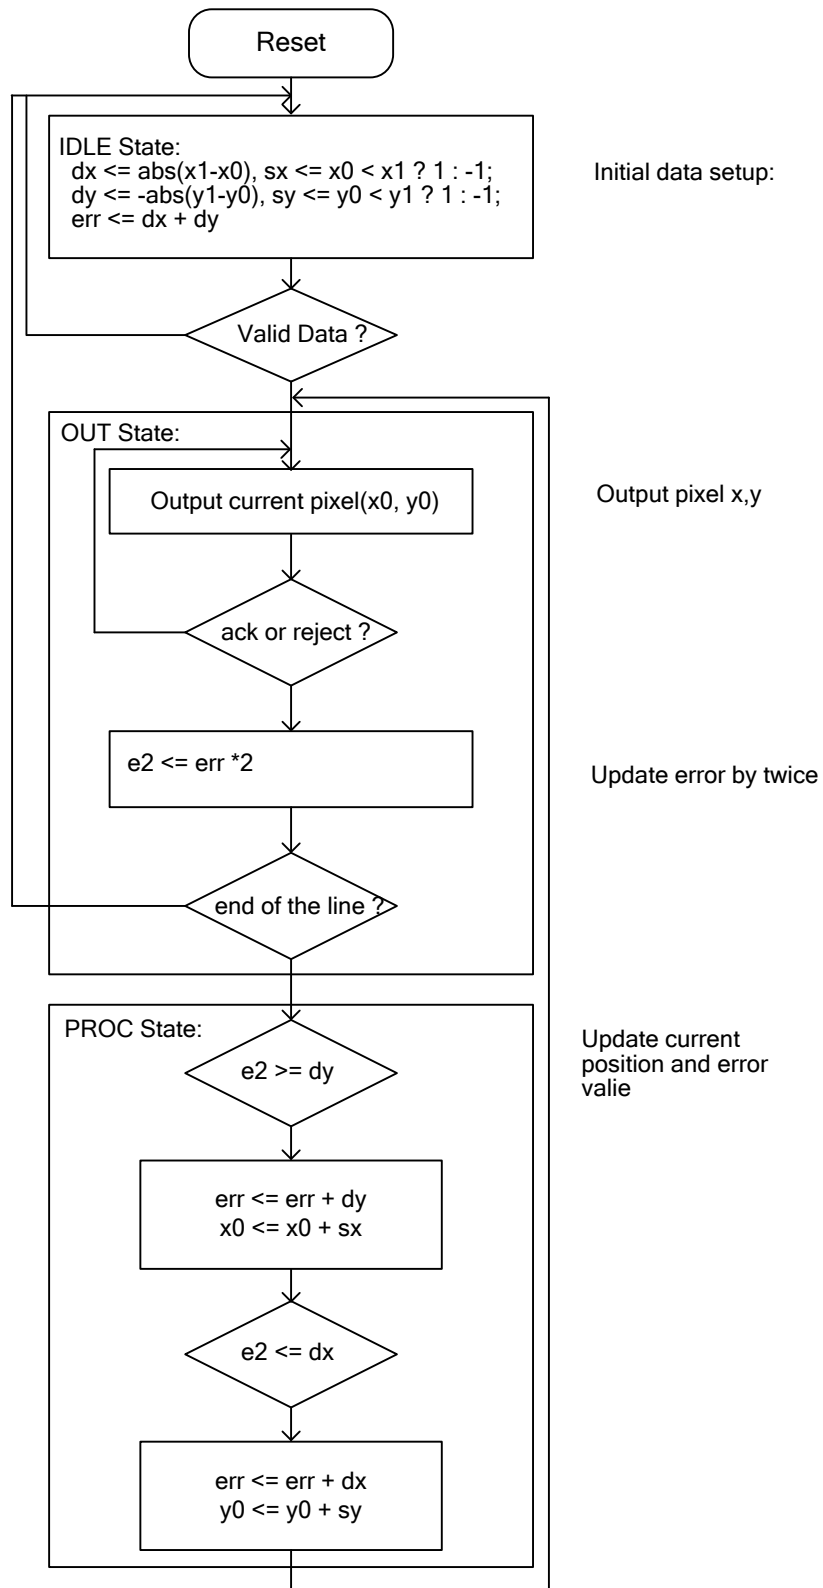 Reset
IDLE State:
dx <= abs(x1-x0), sx <= x0 < x1 ? 1 : -1;
dy <= -abs(y1-y0), sy <= y0 < y1 ? 1 : -1;
err <= dx + dy
Initial data setup:
Valid Data ?
OUT State:
Output current pixel(x0, y0)
Output pixel x,y
ack or reject ?
e2 <= err *2
Update error by twice
end of the line ?
PROC State:
Update current
position and error
valie
e2 >= dy
err <= err + dy
x0 <= x0 + sx
e2 <= dx
err <= err + dx
y0 <= y0 + sy